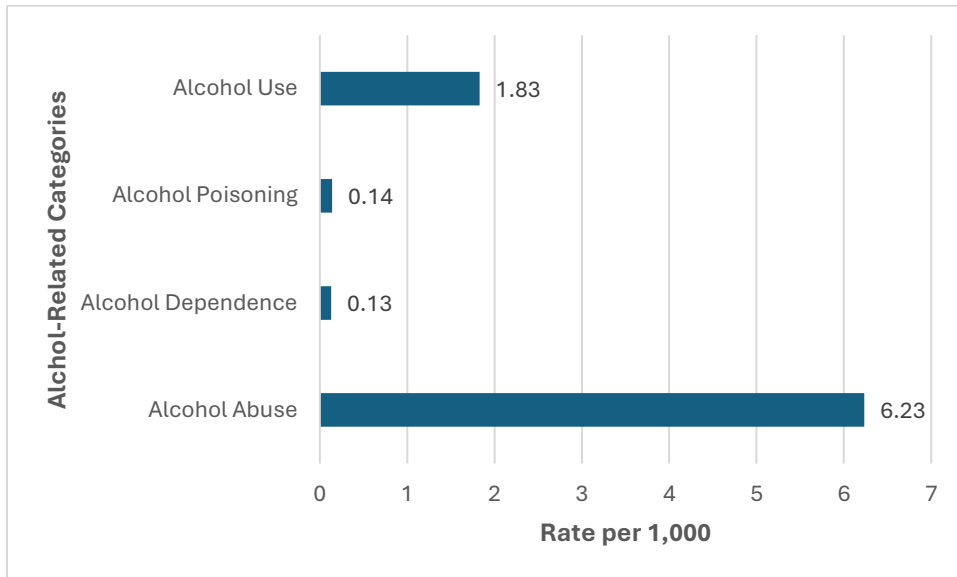 Alchol-Related Categories
Alcohol Use
1.83
Alcohol Poisoning
0.14
Alcohol Dependence
0.13
Alcohol Abuse
6.23
0 1 2 3 4 5 6 7
Rate per 1,000